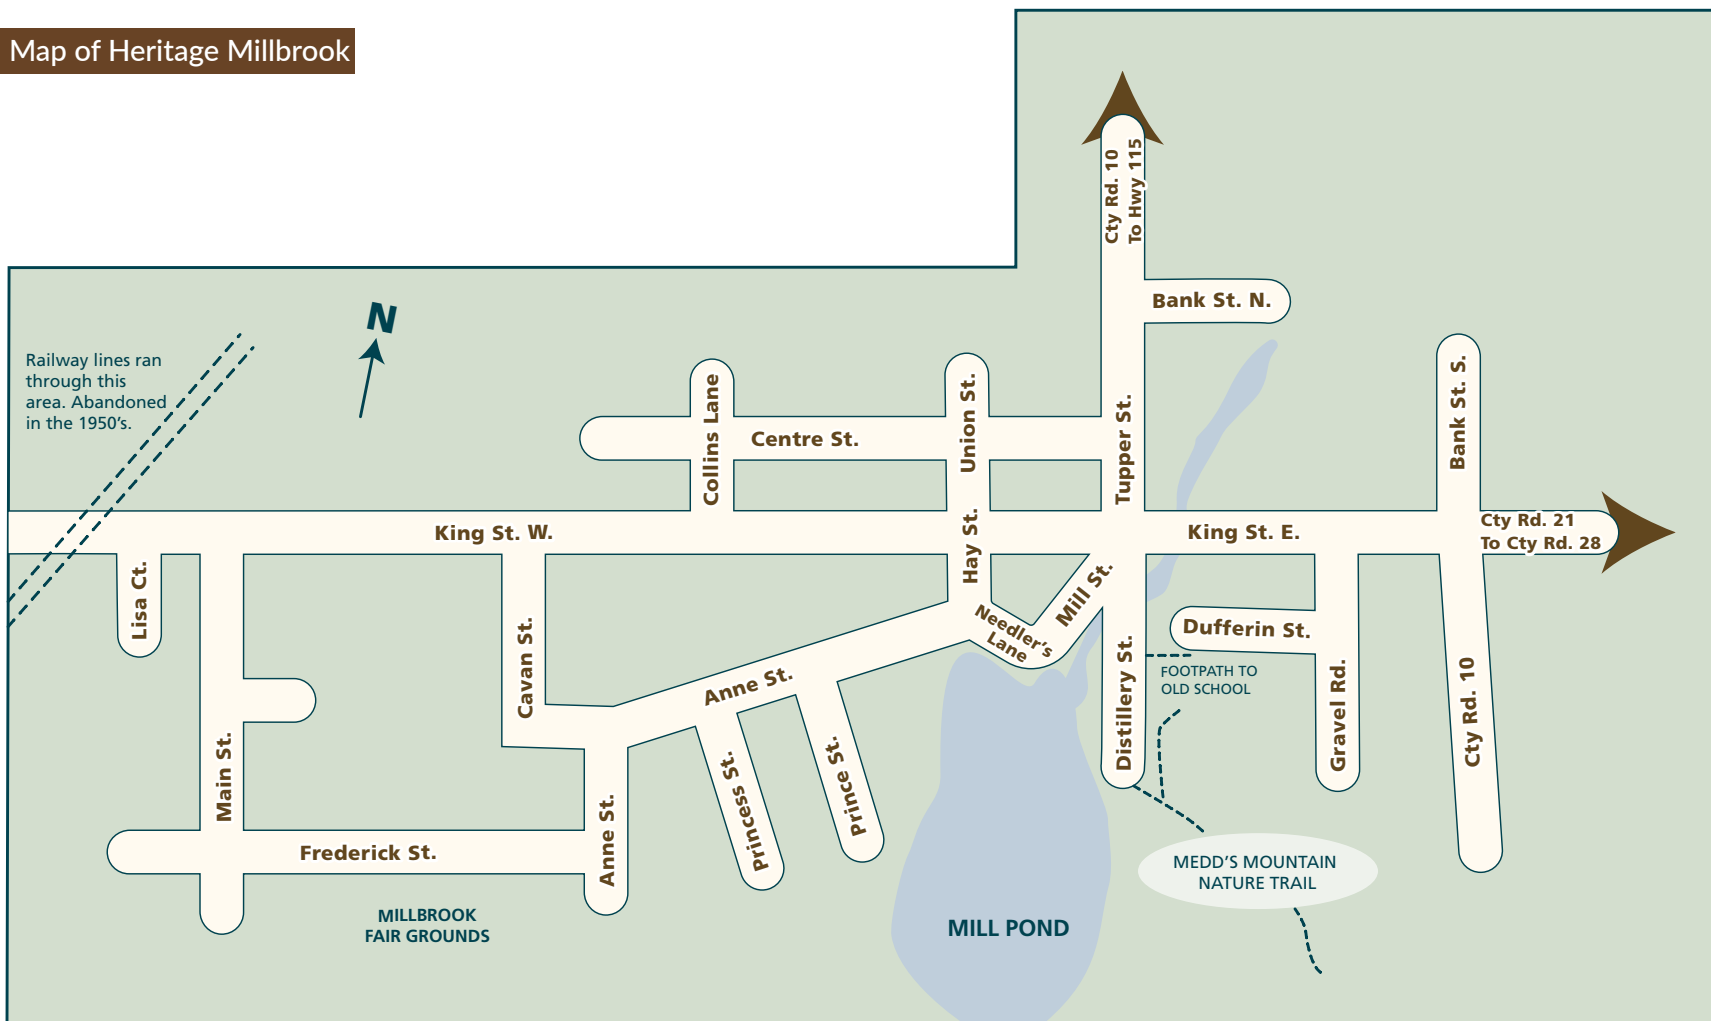 Map of Heritage Millbrook
Cty Rd. 10
To Hwy 115
Bank St. N.
N
Railway lines ran
through this
area. Abandoned
in the 1950's.
Collins Lane
Centre St.
Union St.
Tupper St.
Bank St. S.
King St. W.
Hay St.
King St. E.
Cty Rd. 21
To Cty Rd. 28
Lisa Ct.
Cavan St.
Mill St.
Needler's
Lane
Dufferin St.
Distillery St.
FOOTPATH TO
OLD SCHOOL
Gravel Rd.
Cty Rd. 10
Anne St.
Main St.
Princess St.
Prince St.
Anne St.
Frederick St.
MEDD'S MOUNTAIN
NATURE TRAIL
MILLBROOK
FAIR GROUNDS
MILL POND